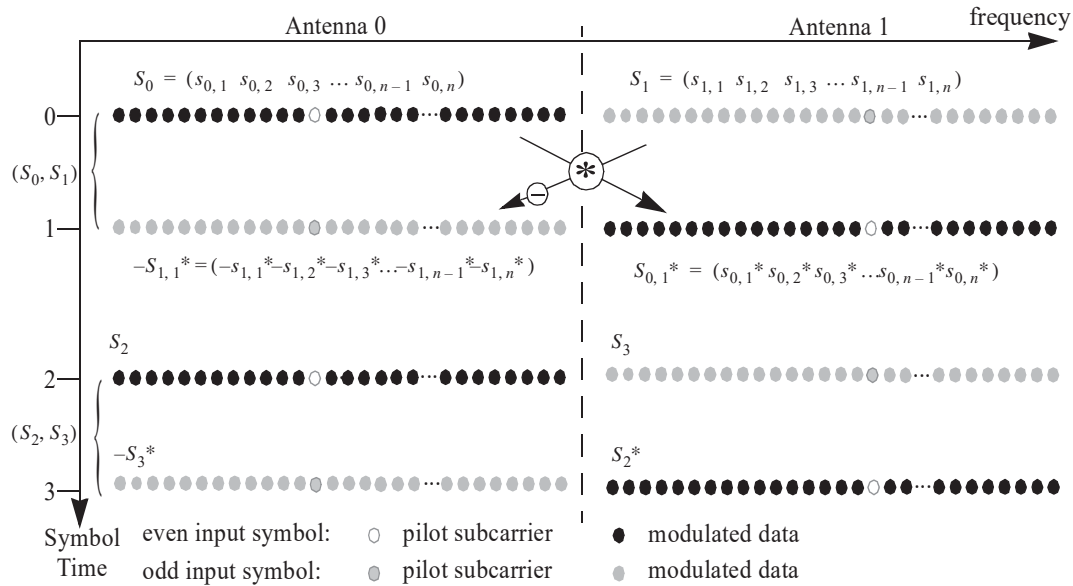 Antenna 0
Antenna 1
frequency
S0 = (s0,1 s0,2 s0,3 … s0,n−1 s0,n)
S1 = (s1,1 s1,2 s1,3 … s1,n−1 s1,n)
0
...
...
(S0, S1)
*
−
1
...
...
−S1,1* = (−s1,1*−s1,2*−s1,3*…−s1,n−1*−s1,n*)
S0,1* = (s0,1* s0,2* s0,3* …s0,n−1*s0,n*)
S2
S3
2
...
...
(S2, S3)
−S3*
S2*
3
...
...
Symbol Time
even input symbol: pilot subcarrier modulated data
odd input symbol: pilot subcarrier modulated data